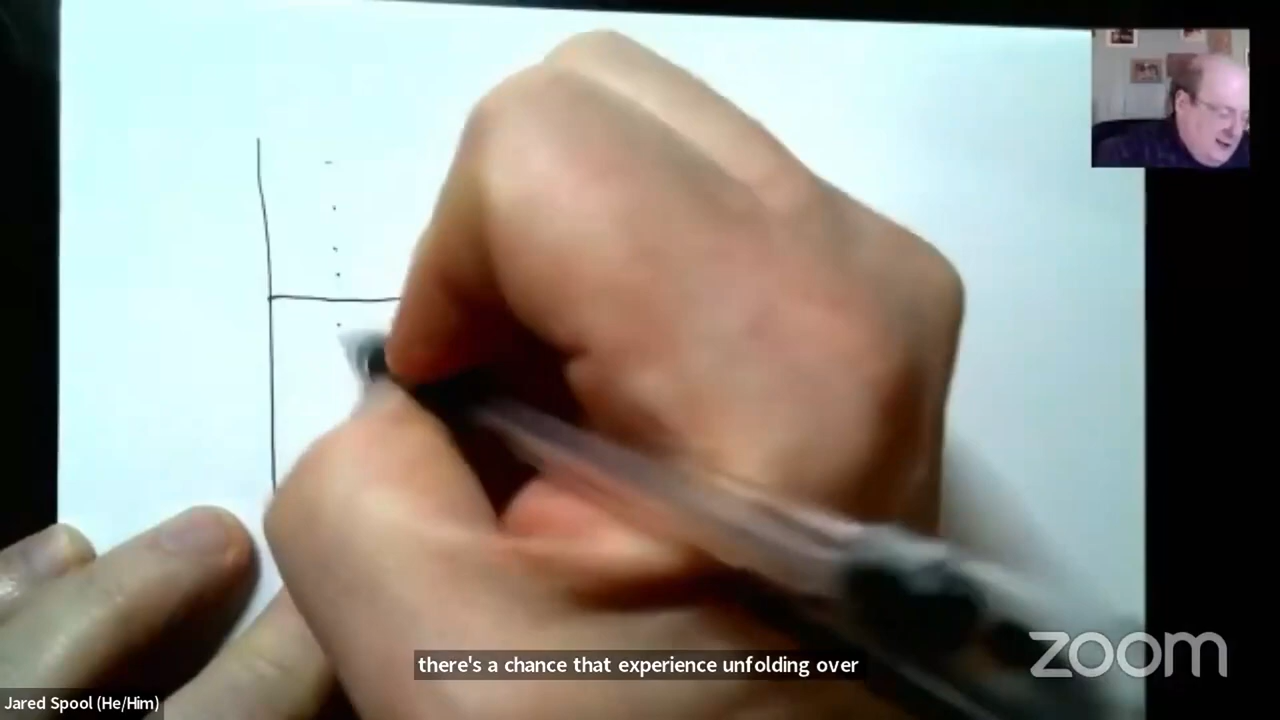 there's a chance that experience unfolding over
zoom
Jared Spool (He/Him)